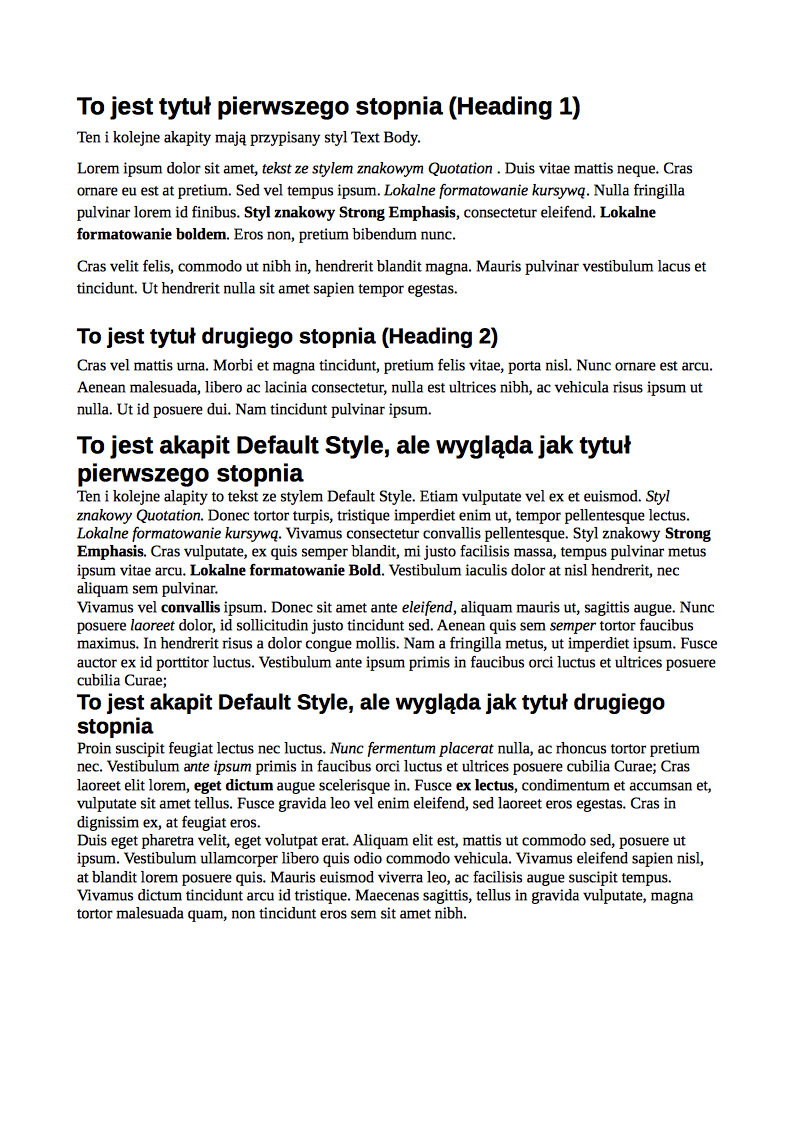 To jest tytuł pierwszego stopnia (Heading 1)
Ten i kolejne akapity mają przypisany styl Text Body.
Lorem ipsum dolor sit amet, tekst ze stylem znakowym Quotation . Duis vitae mattis neque. Cras
ornare eu est at pretium. Sed vel tempus ipsum. Lokalne formatowanie kursywą. Nulla fringilla
pulvinar lorem id finibus. Styl znakowy Strong Emphasis, consectetur eleifend. Lokalne
formatowanie boldem. Eros non, pretium bibendum nunc.
Cras velit felis, commodo ut nibh in, hendrerit blandit magna. Mauris pulvinar vestibulum lacus et
tincidunt. Ut hendrerit nulla sit amet sapien tempor egestas.
To jest tytuł drugiego stopnia (Heading 2)
Cras vel mattis urna. Morbi et magna tincidunt, pretium felis vitae, porta nisl. Nunc ornare est arcu.
Aenean malesuada, libero ac lacinia consectetur, nulla est ultrices nibh, ac vehicula risus ipsum ut
nulla. Ut id posuere dui. Nam tincidunt pulvinar ipsum.
To jest akapit Default Style, ale wygląda jak tytuł
pierwszego stopnia
Ten i kolejne alapity to tekst ze stylem Default Style. Etiam vulputate vel ex et euismod. Styl
znakowy Quotation. Donec tortor turpis, tristique imperdiet enim ut, tempor pellentesque lectus.
Lokalne formatowanie kursywą. Vivamus consectetur convallis pellentesque. Styl znakowy Strong
Emphasis. Cras vulputate, ex quis semper blandit, mi justo facilisis massa, tempus pulvinar metus
ipsum vitae arcu. Lokalne formatowanie Bold. Vestibulum iaculis dolor at nisl hendrerit, nec
aliquam sem pulvinar.
Vivamus vel convallis ipsum. Donec sit amet ante eleifend, aliquam mauris ut, sagittis augue. Nunc
posuere laoreet dolor, id sollicitudin justo tincidunt sed. Aenean quis sem semper tortor faucibus
maximus. In hendrerit risus a dolor congue mollis. Nam a fringilla metus, ut imperdiet ipsum. Fusce
auctor ex id porttitor luctus. Vestibulum ante ipsum primis in faucibus orci luctus et ultrices posuere
cubilia Curae;
To jest akapit Default Style, ale wygląda jak tytuł drugiego
stopnia
Proin suscipit feugiat lectus nec luctus. Nunc fermentum placerat nulla, ac rhoncus tortor pretium
nec. Vestibulum ante ipsum primis in faucibus orci luctus et ultrices posuere cubilia Curae; Cras
laoreet elit lorem, eget dictum augue scelerisque in. Fusce ex lectus, condimentum et accumsan et,
vulputate sit amet tellus. Fusce gravida leo vel enim eleifend, sed laoreet eros egestas. Cras in
dignissim ex, at feugiat eros.
Duis eget pharetra velit, eget volutpat erat. Aliquam elit est, mattis ut commodo sed, posuere ut
ipsum. Vestibulum ullamcorper libero quis odio commodo vehicula. Vivamus eleifend sapien nisl,
at blandit lorem posuere quis. Mauris euismod viverra leo, ac facilisis augue suscipit tempus.
Vivamus dictum tincidunt arcu id tristique. Maecenas sagittis, tellus in gravida vulputate, magna
tortor malesuada quam, non tincidunt eros sem sit amet nibh.